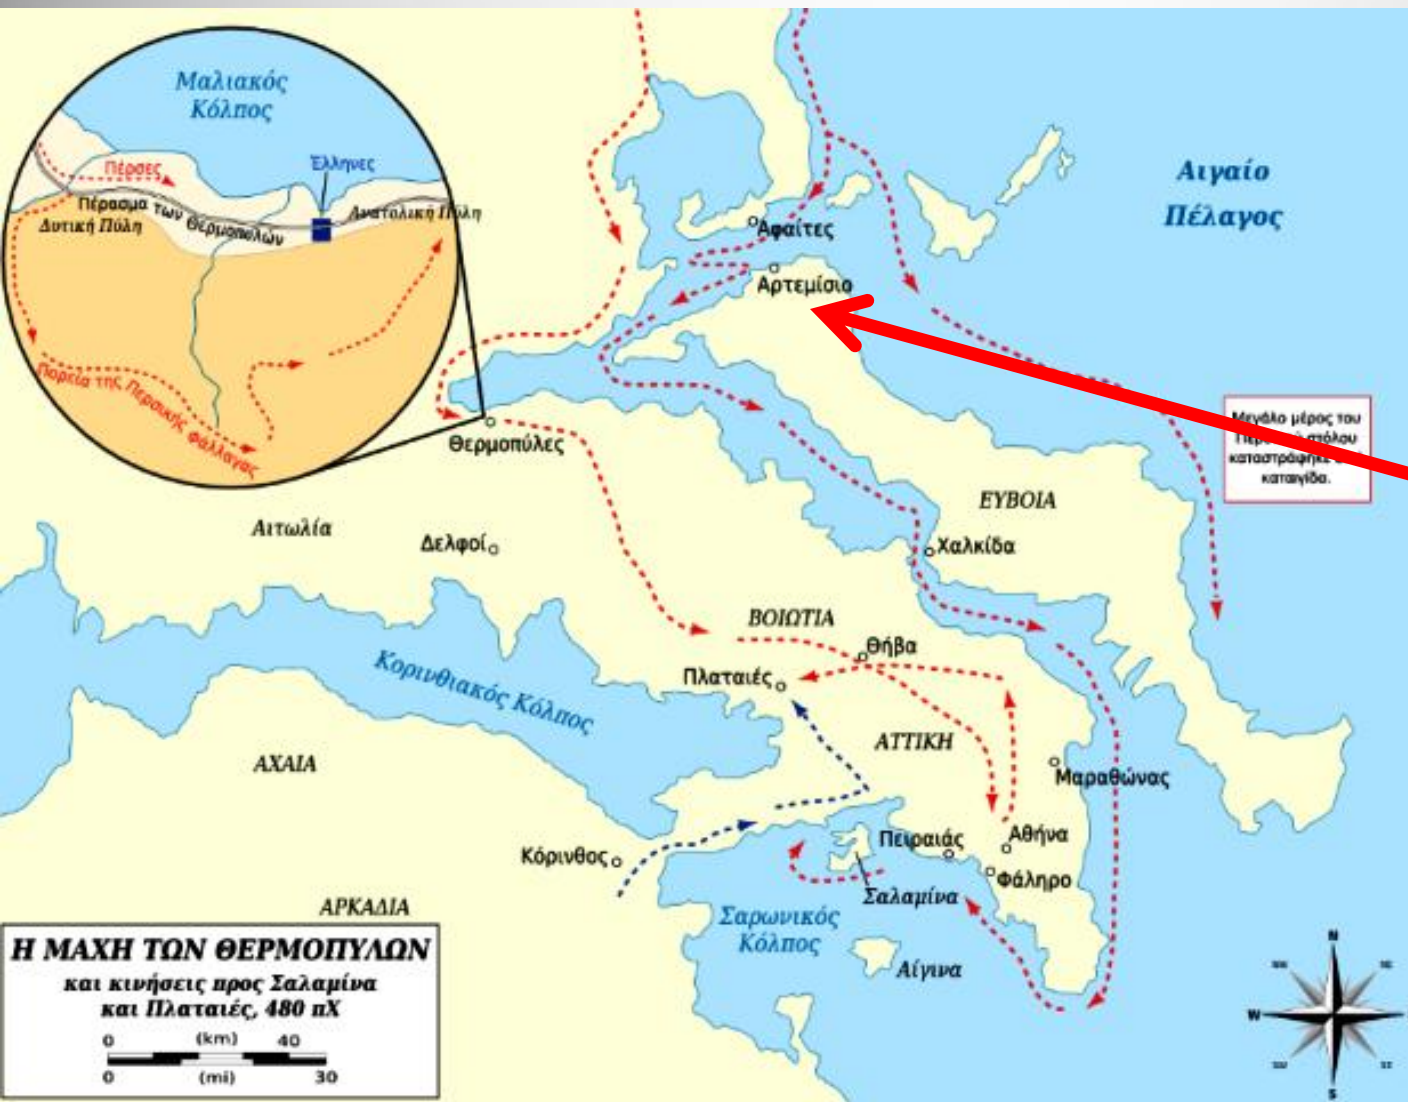 Μαλιακός
Κόλπος
Πέρσες
Έλληνες
Πέρασμα των Θερμοπυλών
Δυτική Πύλη
Ανατολική Πύλη
Πορεία της Περσικής φάλλαγας
Αιγαίο
Πέλαγος
Αφαίτες
Αρτεμίσιο
Μεγάλο μέρος του
στόλου
καταστράφηκε
καταιγίδα.
Θερμοπύλες
ΕΥΒΟΙΑ
Αιτωλία
Δελφοί
Χαλκίδα
ΒΟΙΩΤΙΑ
Θήβα
Πλαταιές
Κορινθιακός Κόλπος
ΑΤΤΙΚΗ
ΑΧΑΙΑ
Μαραθώνας
Πειραιάς
Αθήνα
Κόρινθος
Φάληρο
Σαλαμίνα
ΑΡΚΑΔΙΑ
Σαρωνικός
Κόλπος
Αίγινα
Η ΜΑΧΗ ΤΩΝ ΘΕΡΜΟΠΥΛΩΝ
και κινήσεις προς Σαλαμίνα
και Πλαταιές, 480 πΧ
0 (km) 40
0 (mi) 30
N
W
S